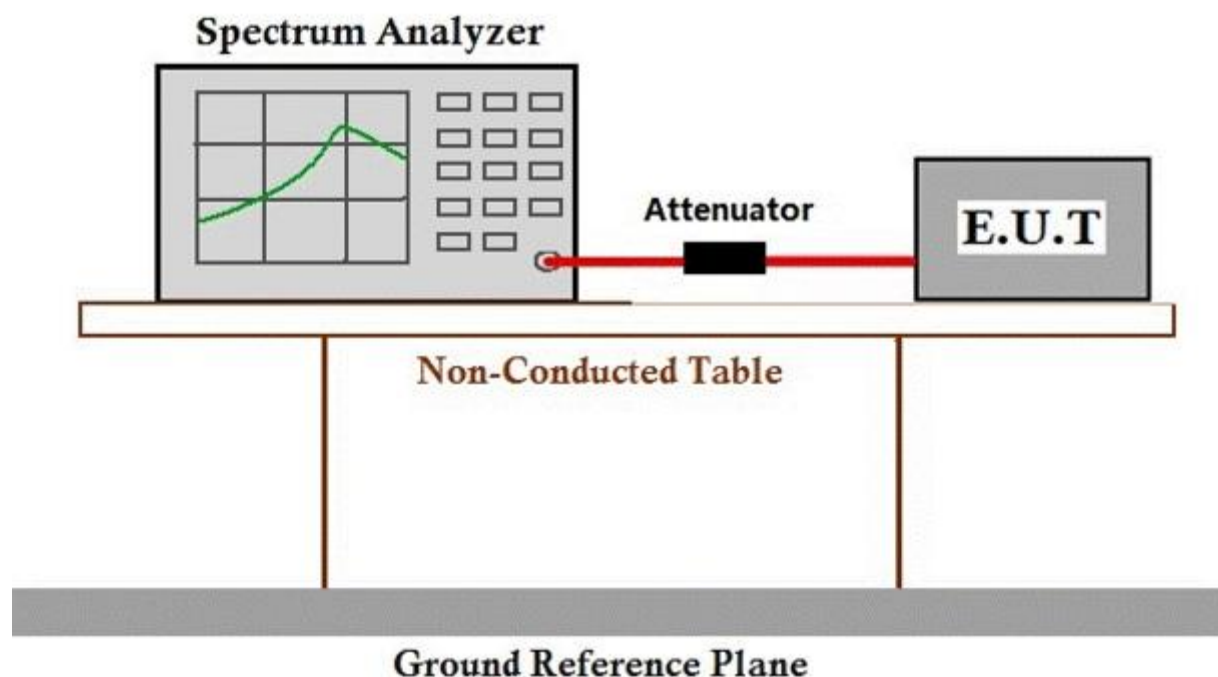 Spectrum Analyzer
Attenuator
E.U.T
Non-Conducted Table
Ground Reference Plane